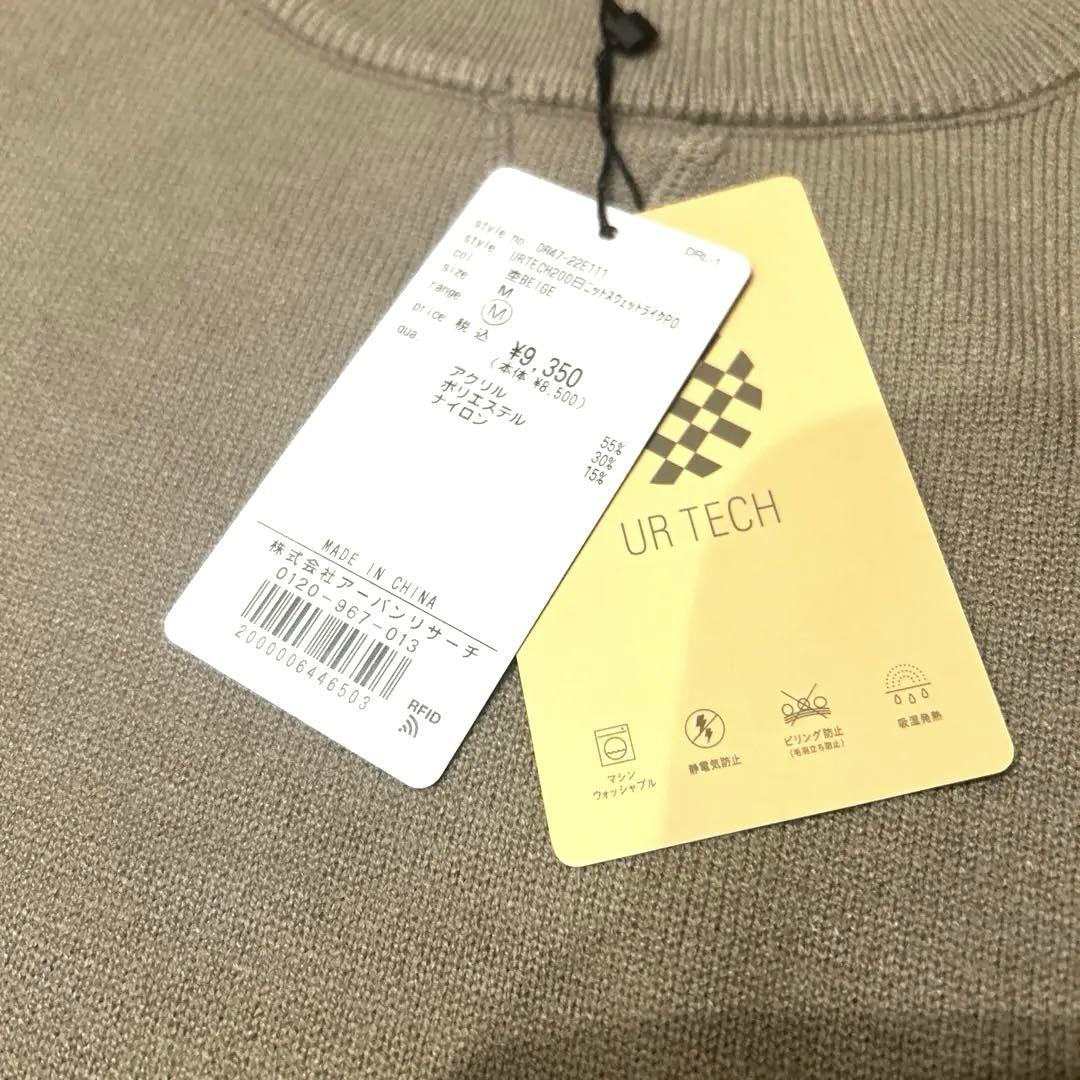 DRL-1
style no DR47-22E111
style URTECH200日ニットスウェットライクPO
col 杢BEIGE
size M
range M
price 税込 ¥9,350
(本体 ¥8,500)
qua.
アクリル 55%
ポリエステル 30%
ナイロン 15%
MADE IN CHINA
株式会社アーバンリサーチ
0120-967-013
2000006446503
RFID
UR TECH
マシン
ウォッシャブル
静電気防止
ピリング防止
(毛羽立ち防止)
吸湿発熱